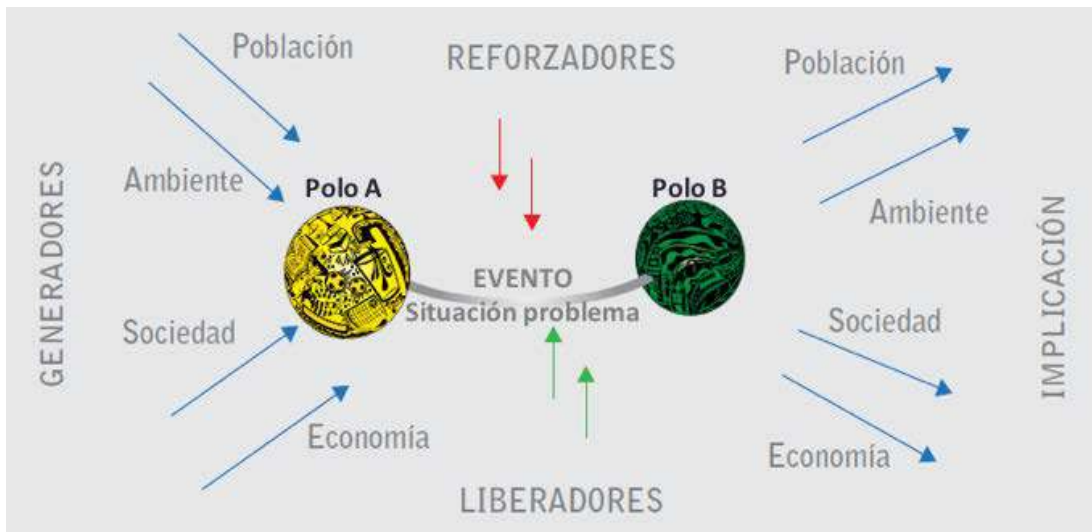 Población
REFORZADORES
Población
GENERADORES
Ambiente
Polo A
Polo B
Ambiente
IMPLICACIÓN
EVENTO
Situación problema
Sociedad
Sociedad
Economía
Economía
LIBERADORES